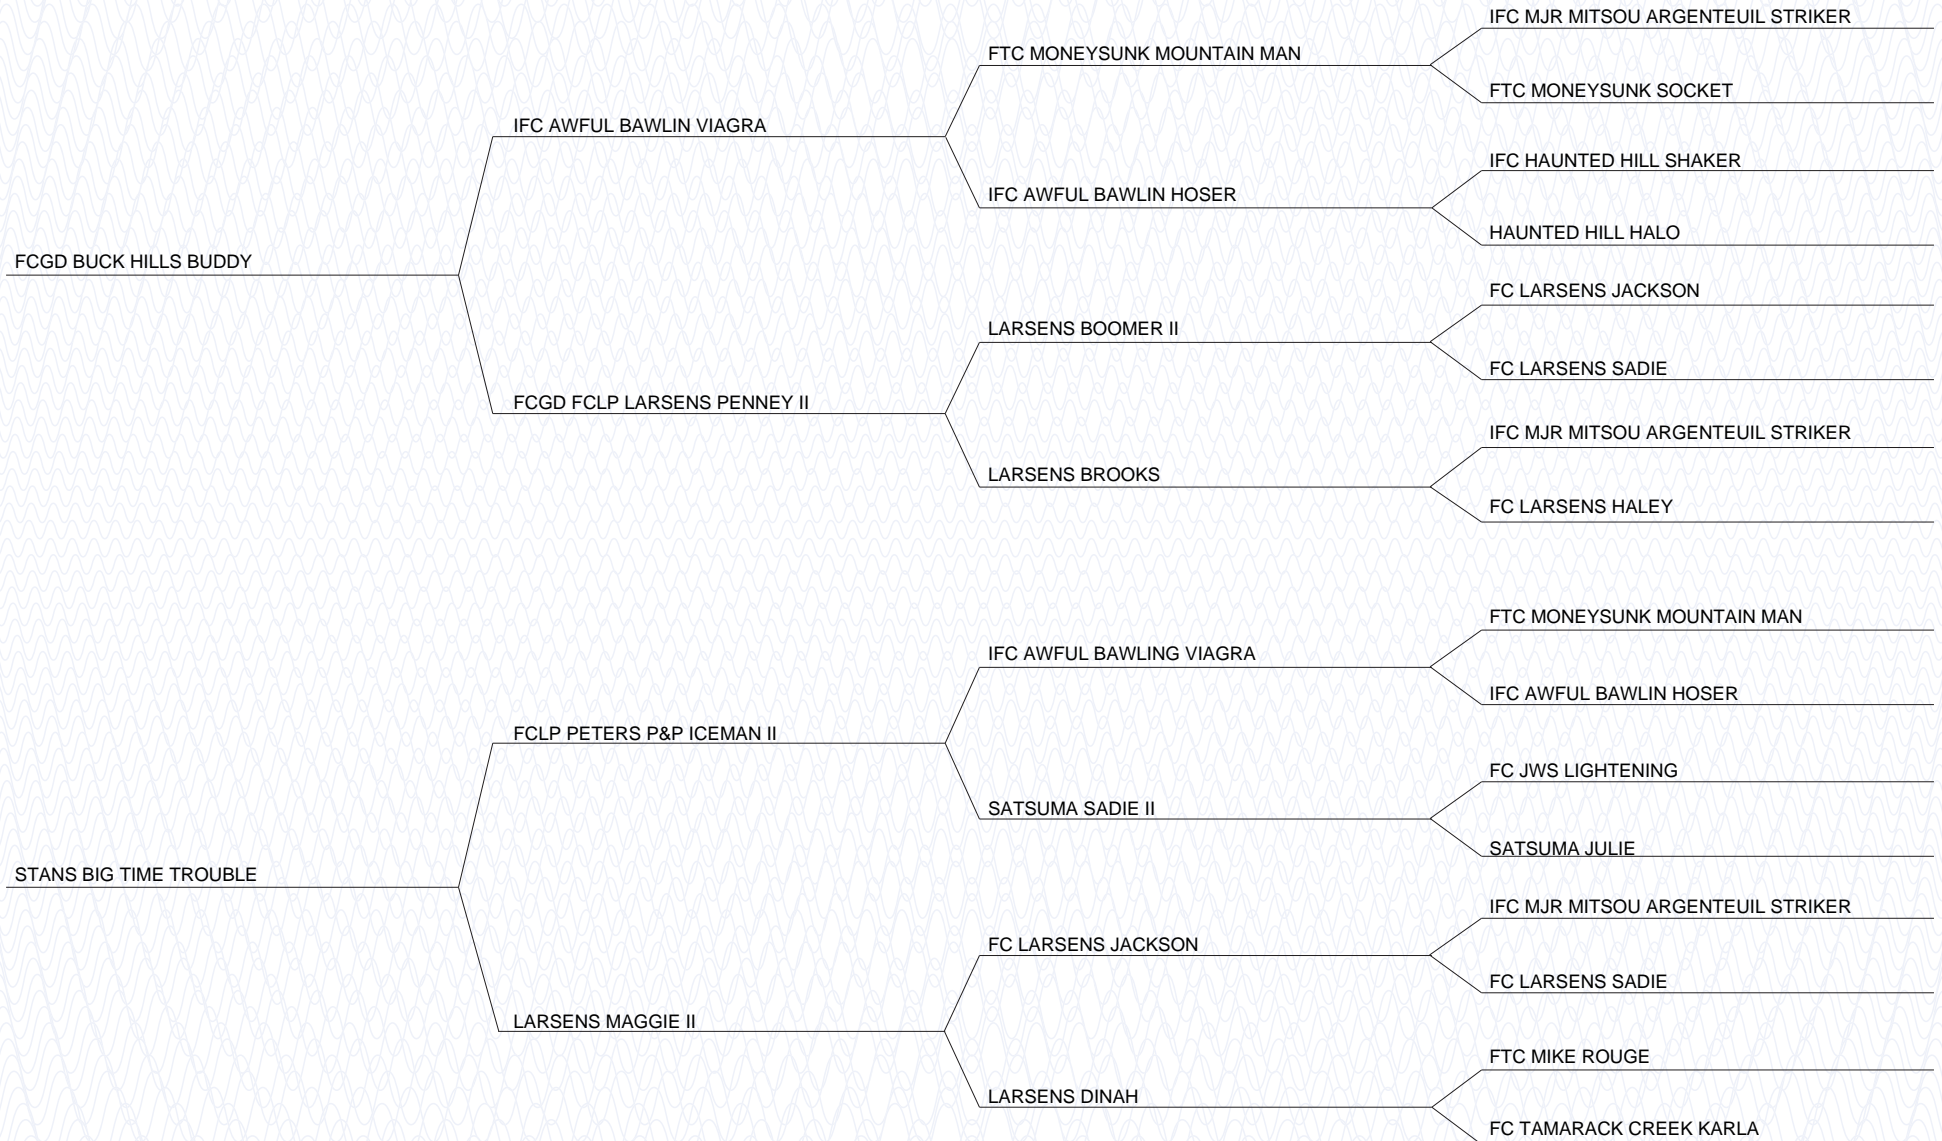 IFC MJR MITSOU ARGENTEUIL STRIKER
FTC MONEYSUNK MOUNTAIN MAN
FTC MONEYSUNK SOCKET
IFC AWFUL BAWLIN VIAGRA
IFC HAUNTED HILL SHAKER
IFC AWFUL BAWLIN HOSER
HAUNTED HILL HALO
FCGD BUCK HILLS BUDDY
FC LARSENS JACKSON
LARSENS BOOMER II
FC LARSENS SADIE
FCGD FCLP LARSENS PENNEY II
IFC MJR MITSOU ARGENTEUIL STRIKER
LARSENS BROOKS
FC LARSENS HALEY
FTC MONEYSUNK MOUNTAIN MAN
IFC AWFUL BAWLING VIAGRA
IFC AWFUL BAWLIN HOSER
FCLP PETERS P&P ICEMAN II
FC JWS LIGHTENING
SATSUMA SADIE II
SATSUMA JULIE
STANS BIG TIME TROUBLE
IFC MJR MITSOU ARGENTEUIL STRIKER
FC LARSENS JACKSON
FC LARSENS SADIE
LARSENS MAGGIE II
FTC MIKE ROUGE
LARSENS DINAH
FC TAMARACK CREEK KARLA